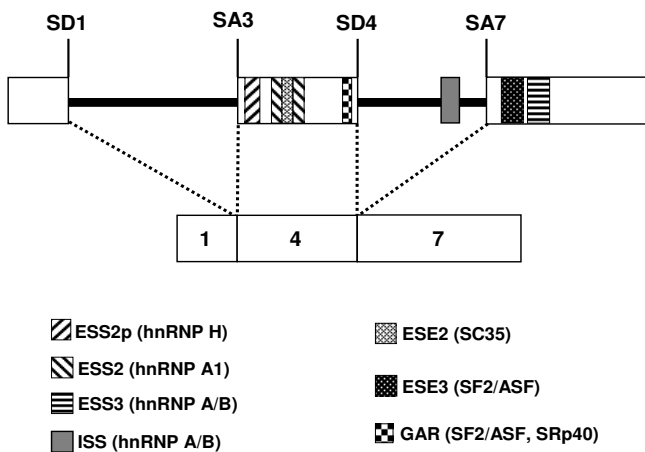 SD1 SA3 SD4 SA7
1 4 7
ESS2p (hnRNP H)
ESS2 (hnRNP A1)
ESS3 (hnRNP A/B)
ISS (hnRNP A/B)
ESE2 (SC35)
ESE3 (SF2/ASF)
GAR (SF2/ASF, SRp40)